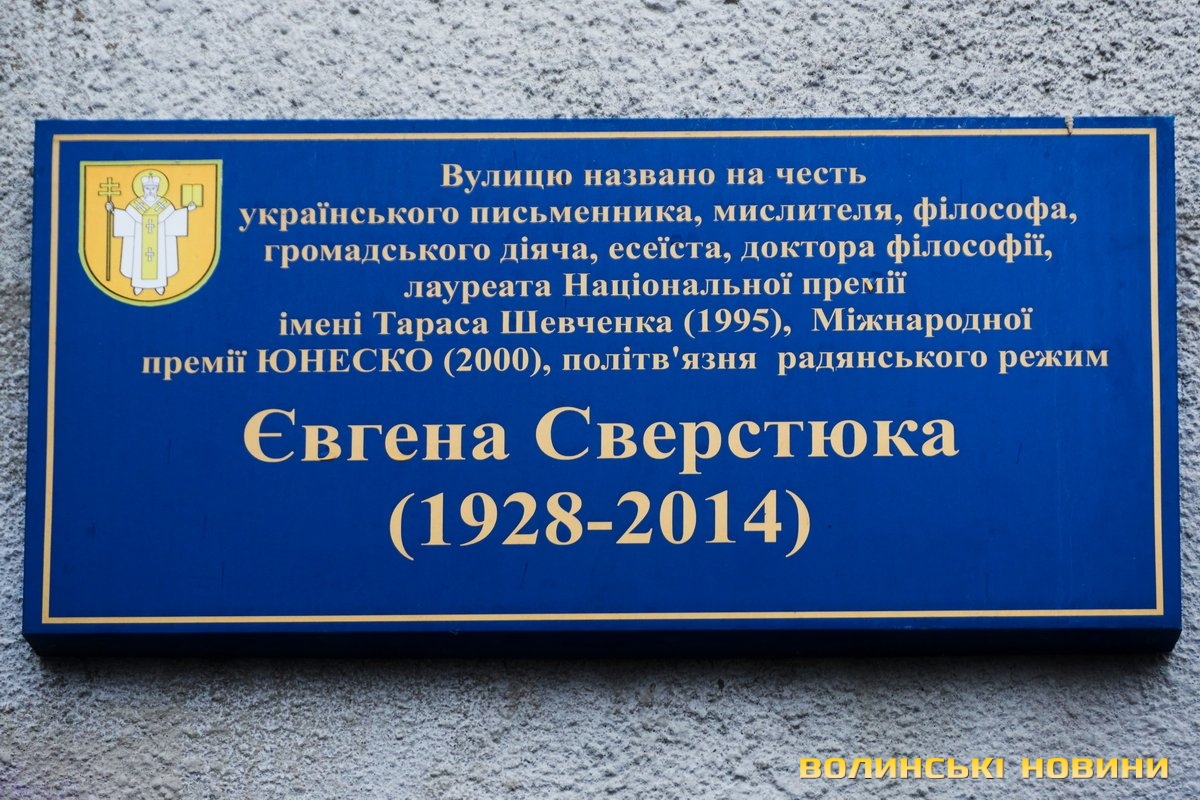 Вулицю названо на честь
українського письменника, мислителя, філософа,
громадського діяча, есеїста, доктора філософії,
лауреата Національної премії
імені Тараса Шевченка (1995),  Міжнародної
премії ЮНЕСКО (2000), політв'язня  радянського режим
Євгена Сверстюка
(1928-2014)
ВОЛИНСЬКІ НОВИНИ